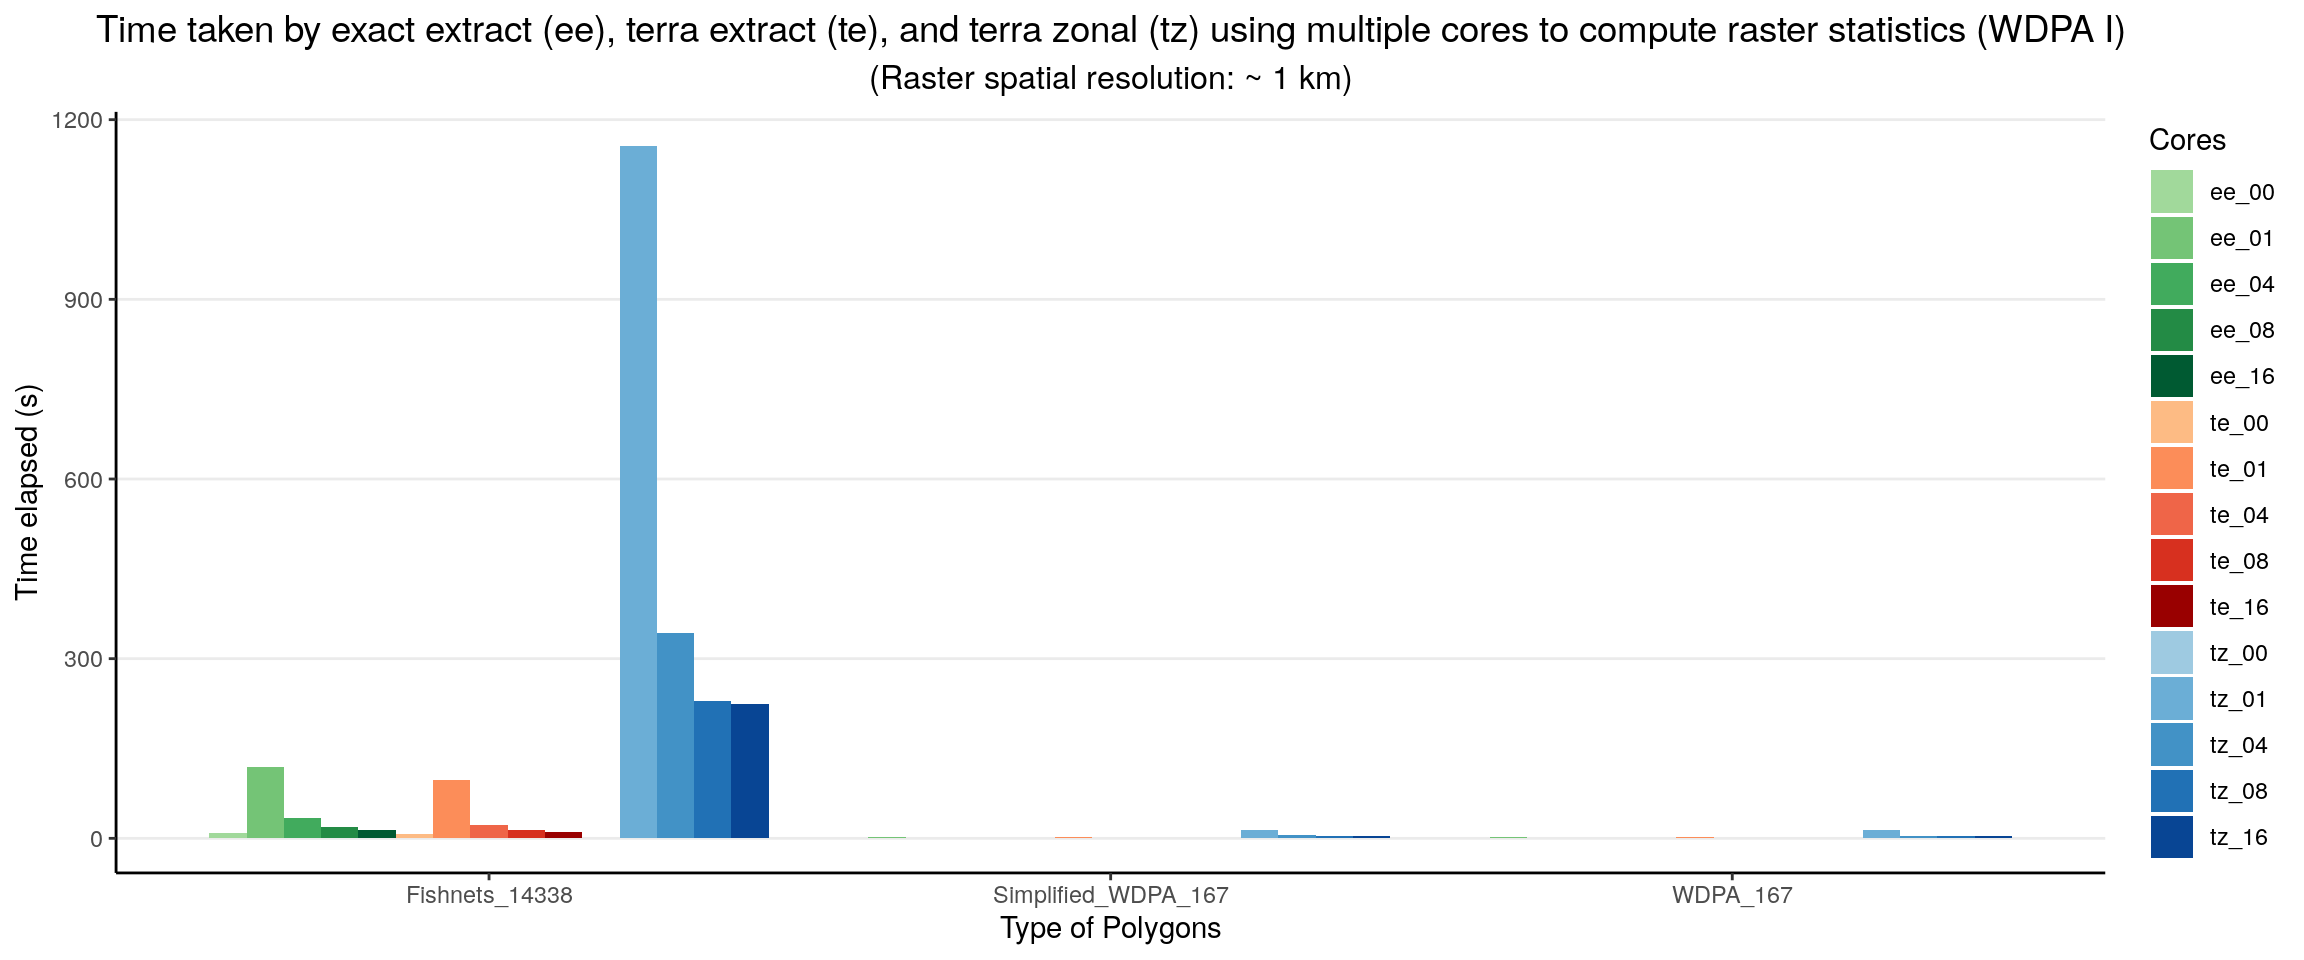 Time taken by exact extract (ee), terra extract (te), and terra zonal (tz) using multiple cores to compute raster statistics (WDPA I)
(Raster spatial resolution: ~ 1 km)
Time elapsed (s)
1200
900
600
300
0
Fishnets_14338
Simplified_WDPA_167
WDPA_167
Type of Polygons
Cores
ee_00
ee_01
ee_04
ee_08
ee_16
te_00
te_01
te_04
te_08
te_16
tz_00
tz_01
tz_04
tz_08
tz_16